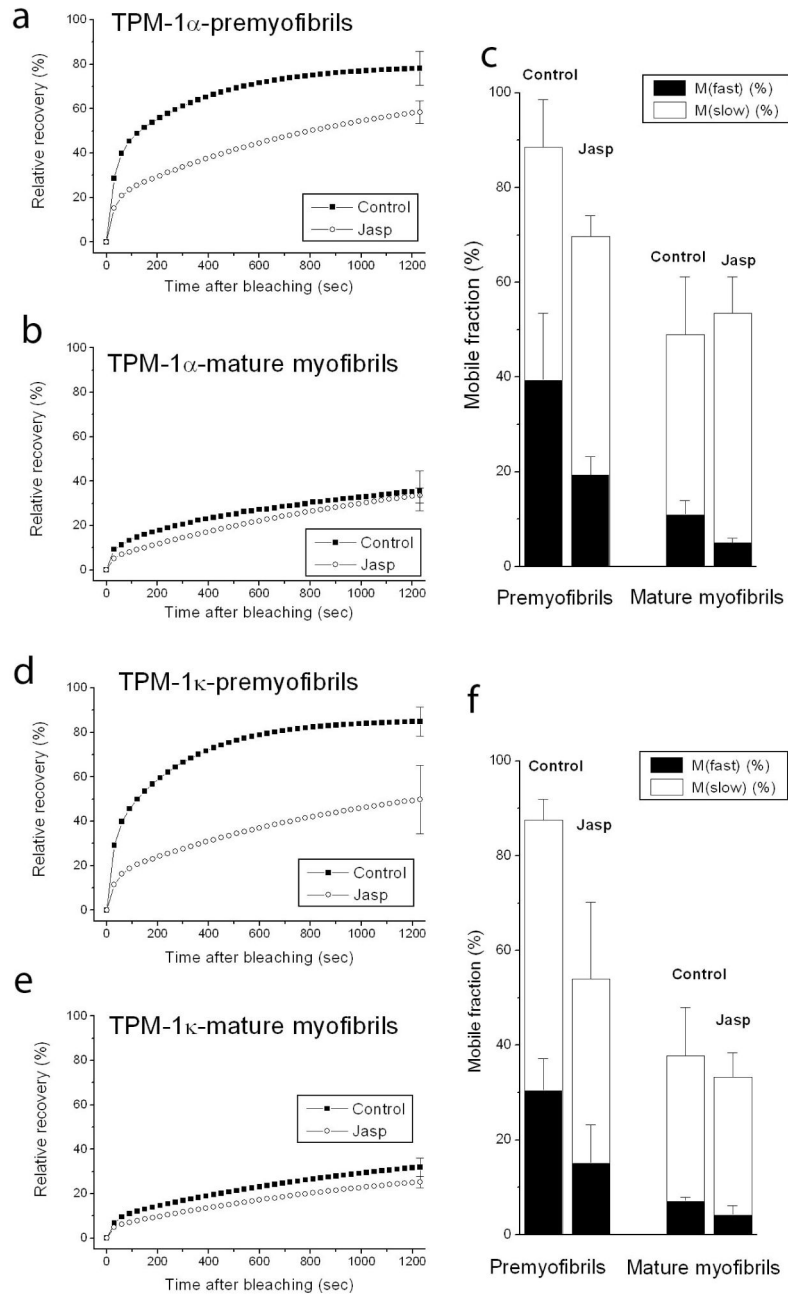 a
TPM-1α-premyofibrils
Relative recovery (%)
100
80
60
40
20
0
Control
Jasp
0 200 400 600 800 1000 1200
Time after bleaching (sec)
b
TPM-1α-mature myofibrils
Relative recovery (%)
100
80
60
40
20
0
Control
Jasp
0 200 400 600 800 1000 1200
Time after bleaching (sec)
c
M(fast) (%)
M(slow) (%)
Mobile fraction (%)
100
80
60
40
20
0
Control
Jasp
Control
Jasp
Premyofibrils Mature myofibrils
d
TPM-1κ-premyofibrils
Relative recovery (%)
100
80
60
40
20
0
Control
Jasp
0 200 400 600 800 1000 1200
Time after bleaching (sec)
e
TPM-1κ-mature myofibrils
Relative recovery (%)
100
80
60
40
20
0
Control
Jasp
0 200 400 600 800 1000 1200
Time after bleaching (sec)
f
M(fast) (%)
M(slow) (%)
Mobile fraction (%)
100
80
60
40
20
0
Control
Jasp
Control
Jasp
Premyofibrils Mature myofibrils